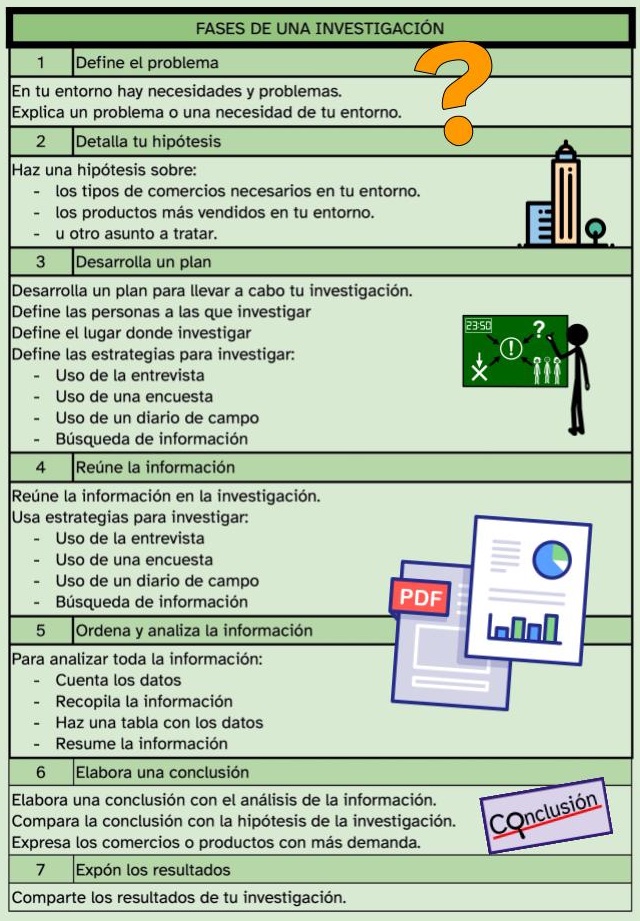 FASES DE UNA INVESTIGACIÓN
1 Define el problema
En tu entorno hay necesidades y problemas.
Explica un problema o una necesidad de tu entorno.
?
2 Detalla tu hipótesis
Haz una hipótesis sobre:
- los tipos de comercios necesarios en tu entorno.
- los productos más vendidos en tu entorno.
- u otro asunto a tratar.
3 Desarrolla un plan
Desarrolla un plan para llevar a cabo tu investigación.
Define las personas a las que investigar
Define el lugar donde investigar
Define las estrategias para investigar:
- Uso de la entrevista
- Uso de una encuesta
- Uso de un diario de campo
- Búsqueda de información
23:50
?
!
4 Reúne la información
Reúne la información en la investigación.
Usa estrategias para investigar:
- Uso de la entrevista
- Uso de una encuesta
- Uso de un diario de campo
- Búsqueda de información
PDF
5 Ordena y analiza la información
Para analizar toda la información:
- Cuenta los datos
- Recopila la información
- Haz una tabla con los datos
- Resume la información
6 Elabora una conclusión
Elabora una conclusión con el análisis de la información.
Compara la conclusión con la hipótesis de la investigación.
Expresa los comercios o productos con más demanda.
Conclusión
7 Expón los resultados
Comparte los resultados de tu investigación.